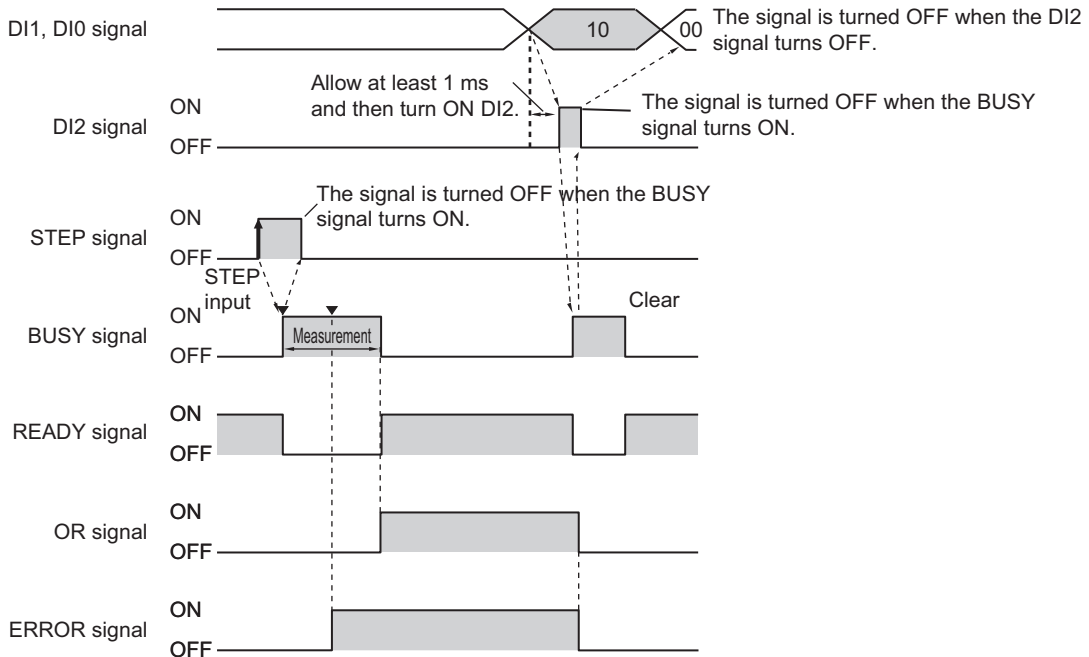 DI1, DI0 signal
10
00
The signal is turned OFF when the DI2
signal turns OFF.
Allow at least 1 ms
and then turn ON DI2.
DI2 signal
ON
OFF
The signal is turned OFF when the BUSY
signal turns ON.
STEP signal
ON
OFF
The signal is turned OFF when the BUSY
signal turns ON.
STEP
input
BUSY signal
ON
OFF
Measurement
Clear
READY signal
ON
OFF
OR signal
ON
OFF
ERROR signal
ON
OFF